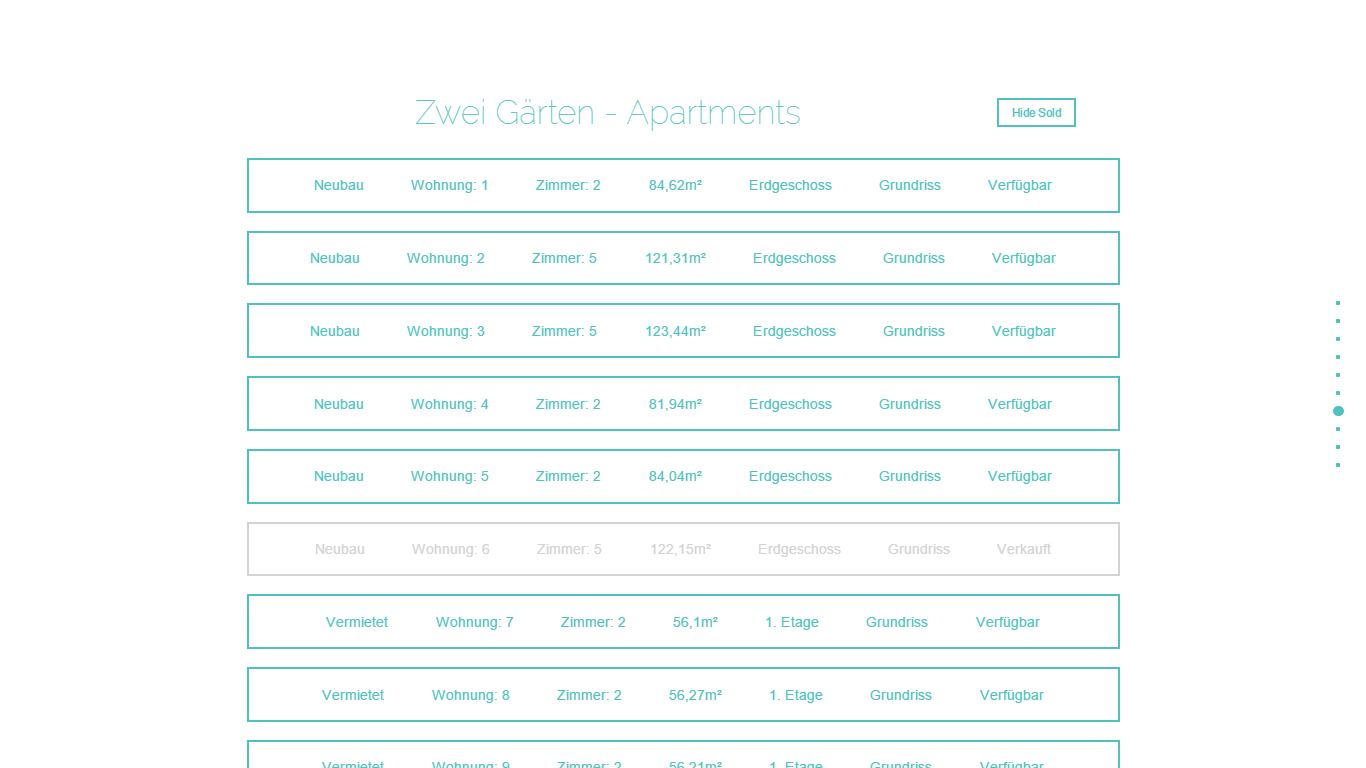 Zwei Gärten - Apartments
Hide Sold
Neubau Wohnung: 1 Zimmer: 2 84,62m² Erdgeschoss Grundriss Verfügbar
Neubau Wohnung: 2 Zimmer: 5 121,31m² Erdgeschoss Grundriss Verfügbar
Neubau Wohnung: 3 Zimmer: 5 123,44m² Erdgeschoss Grundriss Verfügbar
Neubau Wohnung: 4 Zimmer: 2 81,94m² Erdgeschoss Grundriss Verfügbar
Neubau Wohnung: 5 Zimmer: 2 84,04m² Erdgeschoss Grundriss Verfügbar
Neubau Wohnung: 6 Zimmer: 5 122,15m² Erdgeschoss Grundriss Verkauft
Vermietet Wohnung: 7 Zimmer: 2 56,1m² 1. Etage Grundriss Verfügbar
Vermietet Wohnung: 8 Zimmer: 2 56,27m² 1. Etage Grundriss Verfügbar
Vermietet Wohnung: 9 Zimmer: 2 56,21m² 1. Etage Grundriss Verfügbar